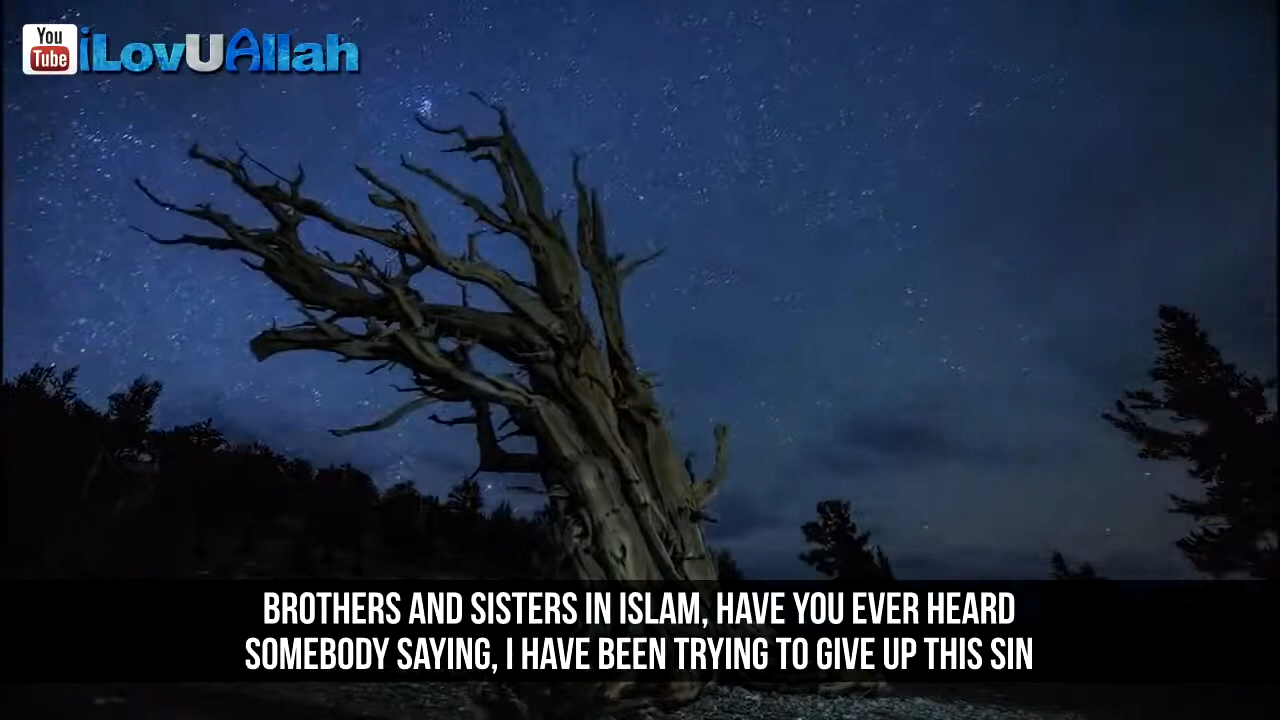 You
Tube
iLovUAllah
BROTHERS AND SISTERS IN ISLAM, HAVE YOU EVER HEARD
SOMEBODY SAYING, I HAVE BEEN TRYING TO GIVE UP THIS SIN